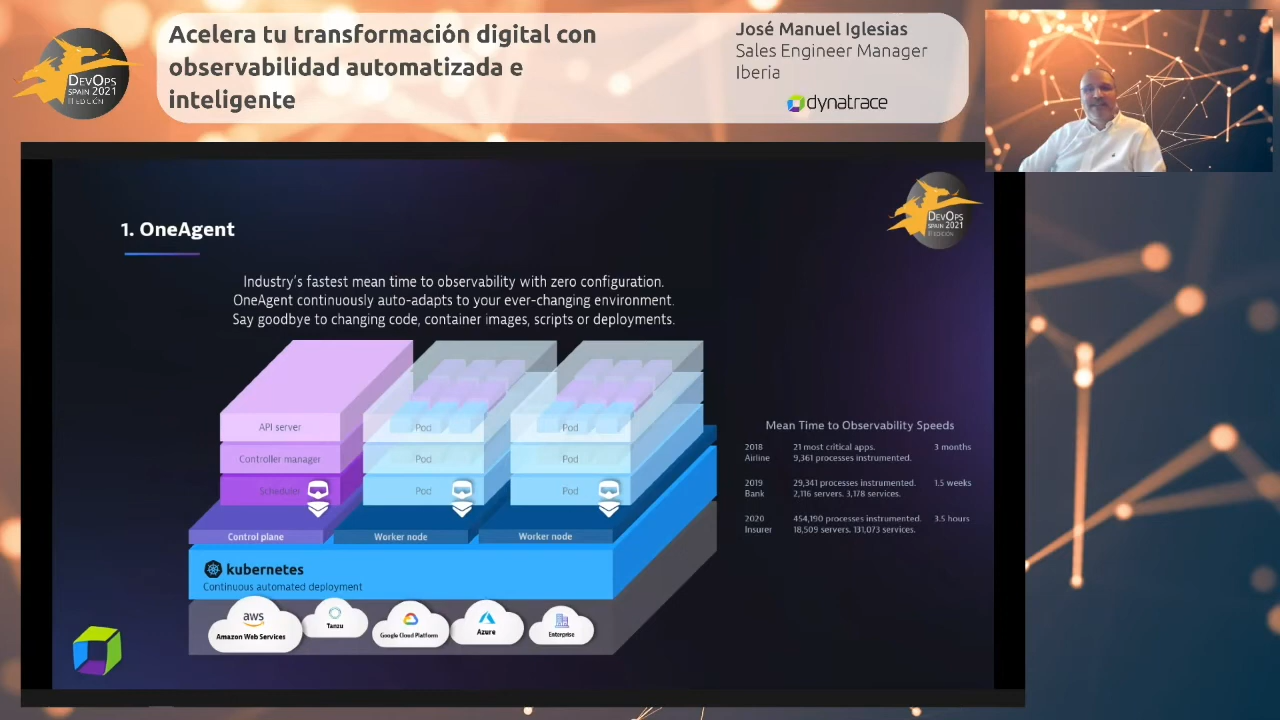 Acelera tu transformación digital con
observabilidad automatizada e
inteligente
José Manuel Iglesias
Sales Engineer Manager
Iberia
dynatrace
DEVOPS
SPAIN 2021
III EDICIÓN
DEVOPS
SPAIN 2021
III EDICIÓN
1. OneAgent
Industry's fastest mean time to observability with zero configuration.
OneAgent continuously auto-adapts to your ever-changing environment.
Say goodbye to changing code, container images, scripts or deployments.
API server
Pod
Pod
Controller manager
Pod
Pod
Scheduler
Pod
Pod
Control plane
Worker node
Worker node
kubernetes
Continuous automated deployment
aws
Amazon Web Services
Tanzu
Google Cloud Platform
Azure
Enterprise
Mean Time to Observability Speeds
2018 21 most critical apps. 3 months
Airline 9,361 processes instrumented.
2019 29,341 processes instrumented. 1.5 weeks
Bank 2,116 servers. 3,178 services.
2020 454,190 processes instrumented. 3.5 hours
Insurer 18,509 servers. 131,073 services.